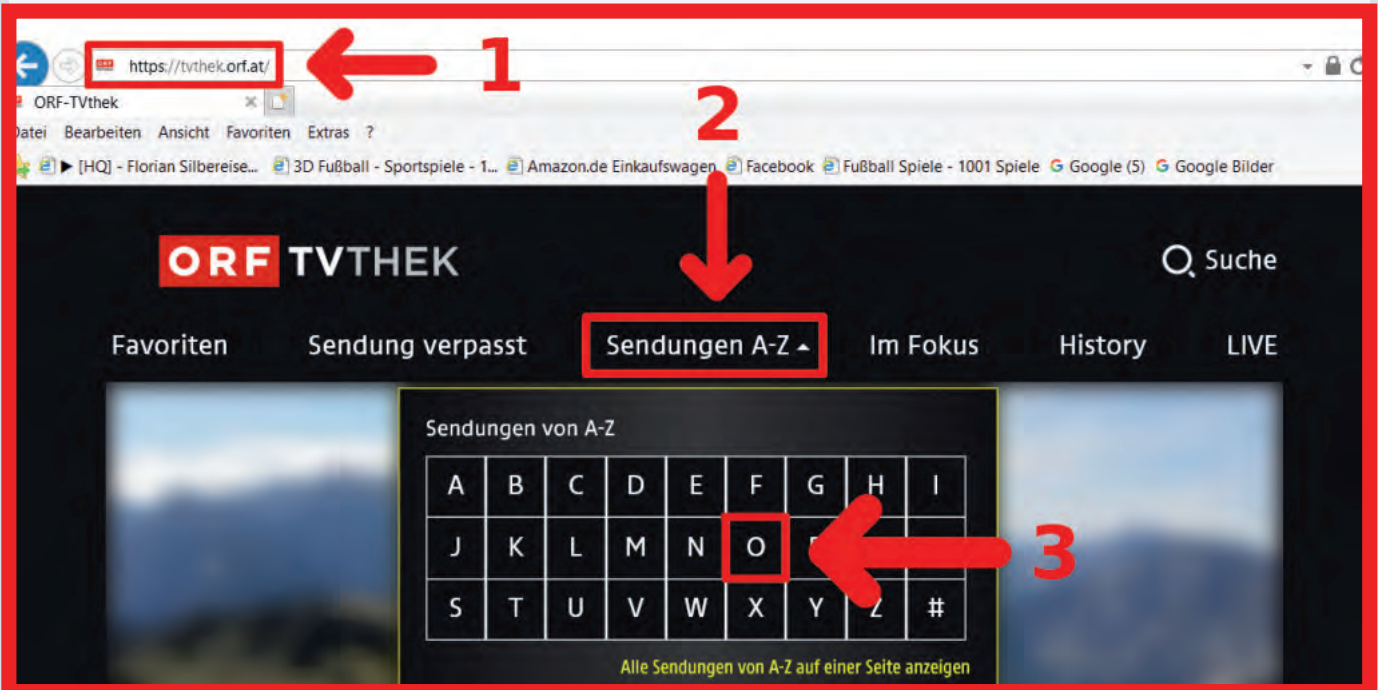 https://tvthek.orf.at/
1
ORF-TVthek
2
Datei Bearbeiten Ansicht Favoriten Extras ?
[HQ] - Florian Silbereise... 3D Fußball - Sportspiele - 1... Amazon.de Einkaufswagen Facebook Fußball Spiele - 1001 Spiele Google (5) Google Bilder
ORF TVTHEK
Suche
Favoriten Sendung verpasst Sendungen A-Z Im Fokus History LIVE
Sendungen von A-Z
A B C D E F G H I
J K L M N O
3
S T U V W X Y Z #
Alle Sendungen von A-Z auf einer Seite anzeigen